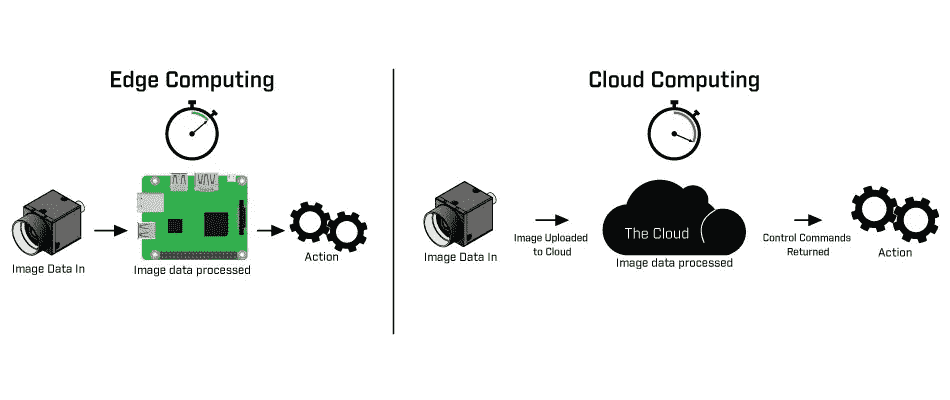 Edge Computing
Image Data In
Image data processed
Action
Cloud Computing
Image Data In
Image Uploaded
to Cloud
The Cloud
Image data processed
Control Commands
Returned
Action